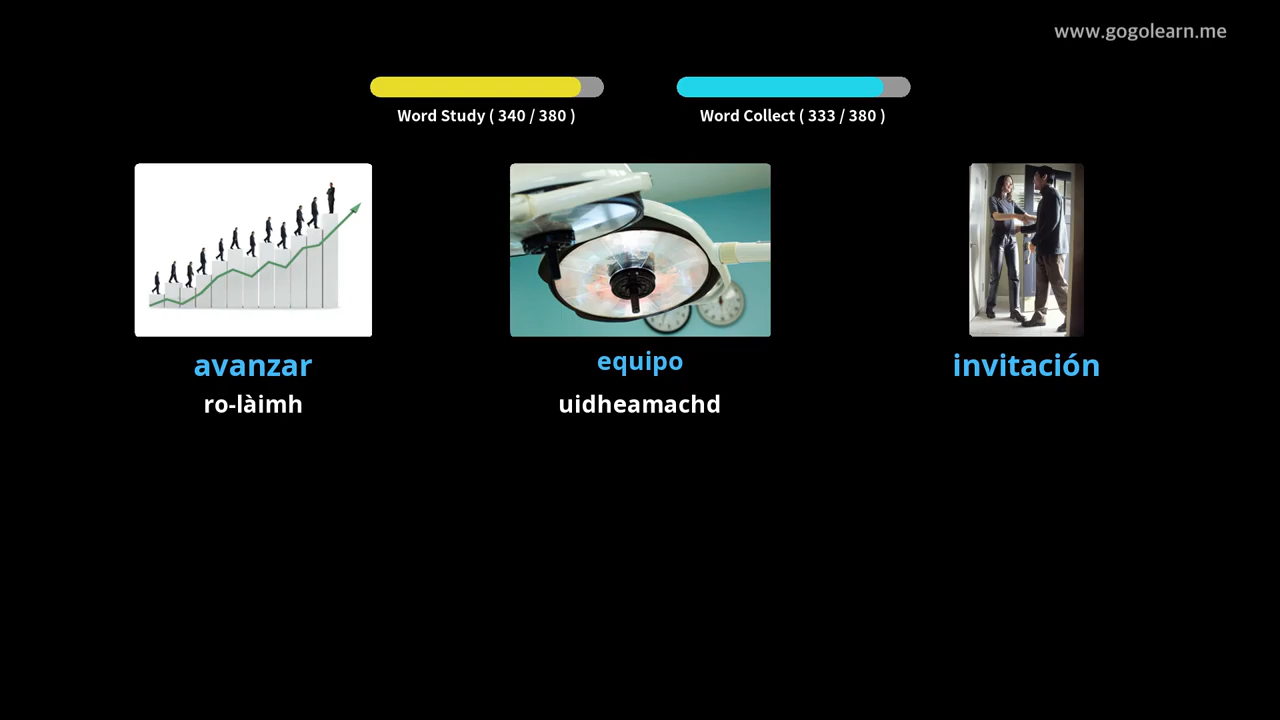 www.gogolearn.me
Word Study ( 340 / 380 )
Word Collect ( 333 / 380 )
avanzar
equipo
invitación
ro-làimh
uidheamachd